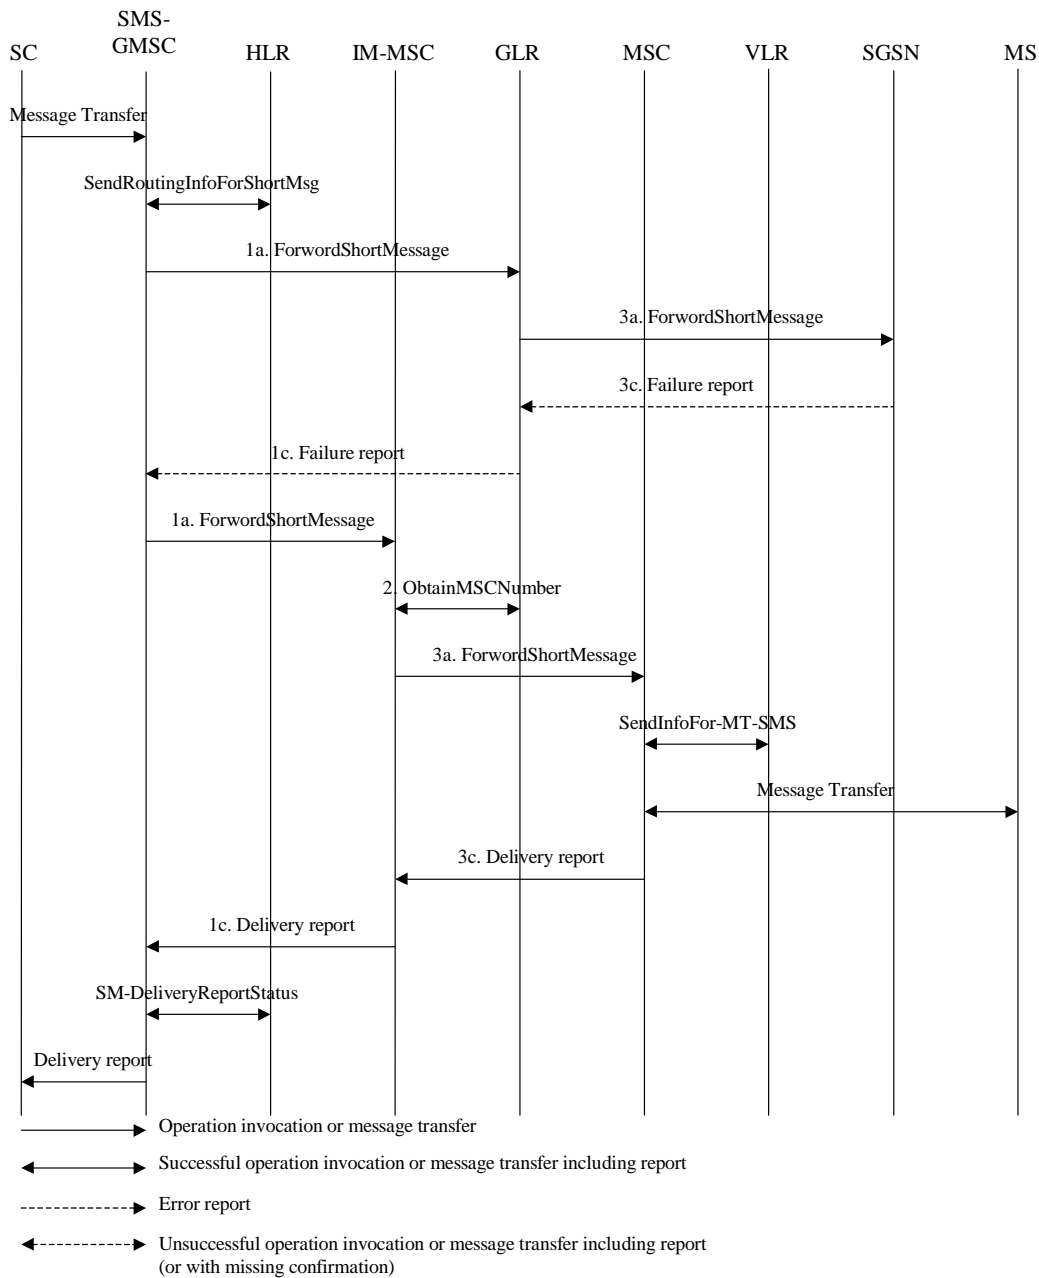 SMS-
GMSC
SC HLR IM-MSC GLR MSC VLR SGSN MS
Message Transfer
SendRoutingInfoForShortMsg
1a. ForwordShortMessage
3a. ForwordShortMessage
3c. Failure report
1c. Failure report
1a. ForwordShortMessage
2. ObtainMSCNumber
3a. ForwordShortMessage
SendInfoFor-MT-SMS
Message Transfer
3c. Delivery report
1c. Delivery report
SM-DeliveryReportStatus
Delivery report
Operation invocation or message transfer
Successful operation invocation or message transfer including report
Error report
Unsuccessful operation invocation or message transfer including report
(or with missing confirmation)